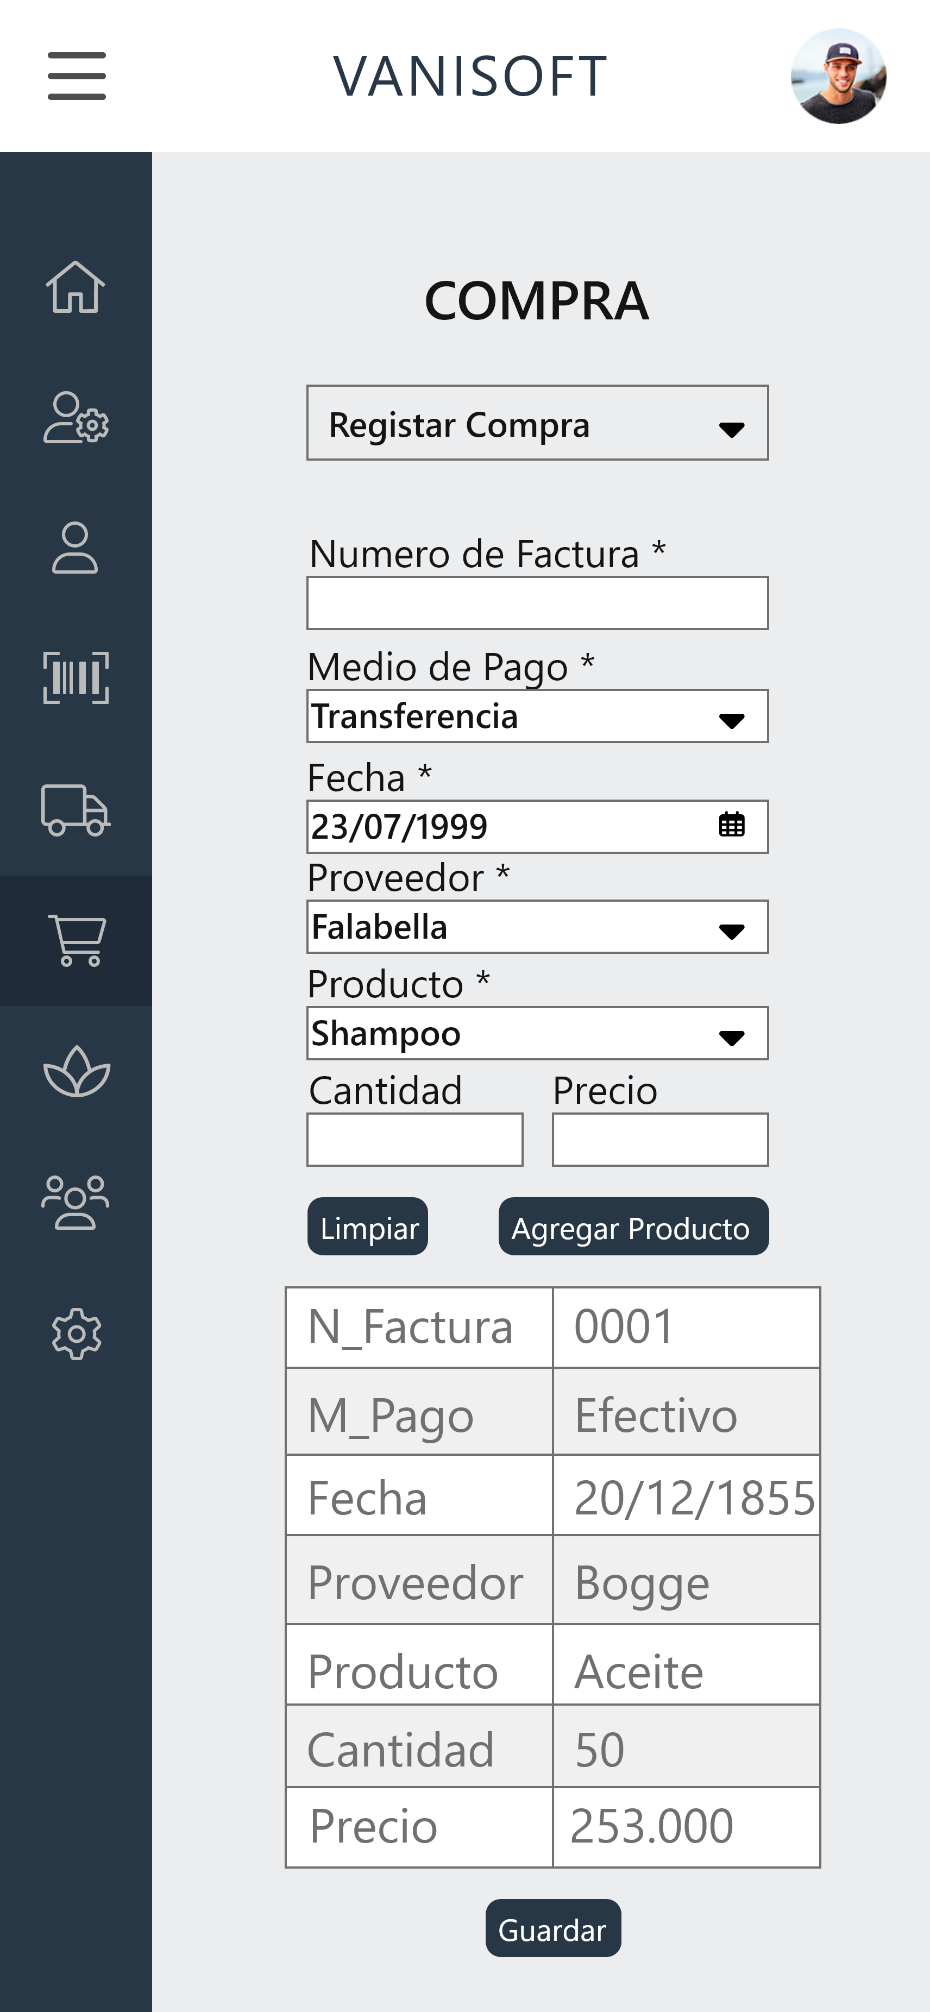 VANISOFT
COMPRA
Registar Compra
Numero de Factura *
Medio de Pago *
Transferencia
Fecha *
23/07/1999
Proveedor *
Falabella
Producto *
Shampoo
Cantidad Precio
Limpiar Agregar Producto
N_Factura 0001
M_Pago Efectivo
Fecha 20/12/1855
Proveedor Bogge
Producto Aceite
Cantidad 50
Precio 253.000
Guardar